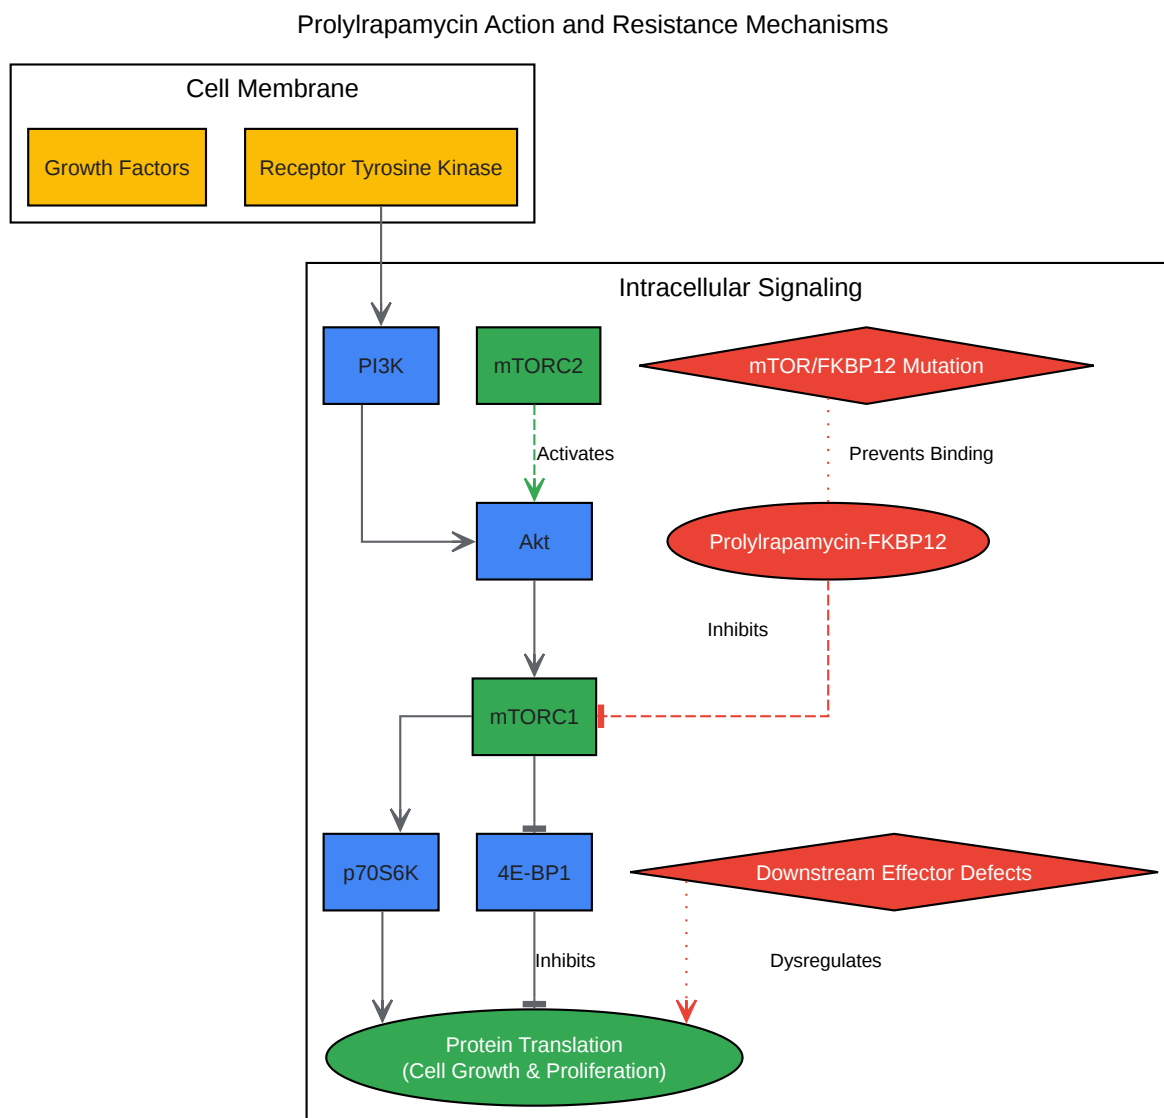 Prolylrapamycin Action and Resistance Mechanisms
Cell Membrane
Growth Factors
Receptor Tyrosine Kinase
Intracellular Signaling
PI3K
mTORC2
mTOR/FKBP12 Mutation
Activates
Prevents Binding
Akt
Prolylrapamycin-FKBP12
Inhibits
mTORC1
p70S6K
4E-BP1
Downstream Effector Defects
Inhibits
Dysregulates
Protein Translation
(Cell Growth & Proliferation)